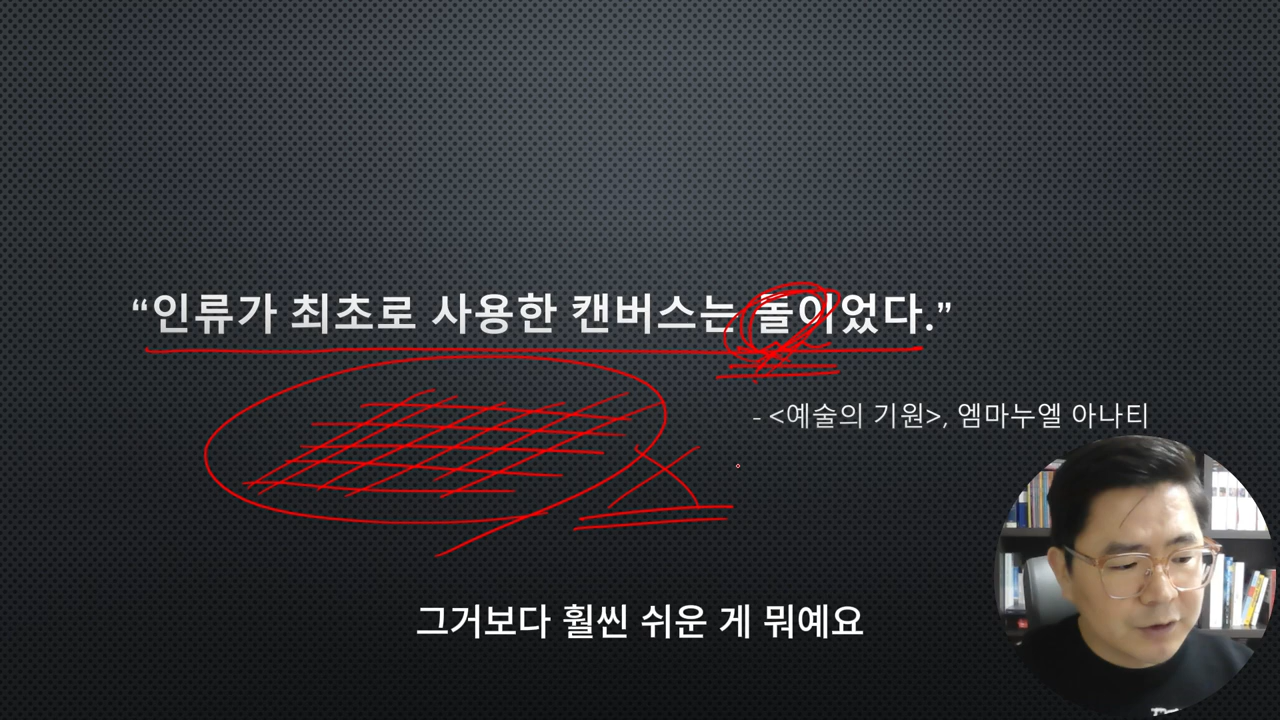 “인류가 최초로 사용한 캔버스는 돌이었다.”
- <예술의 기원>, 엠마누엘 아나티
그거보다 훨씬 쉬운 게 뭐예요